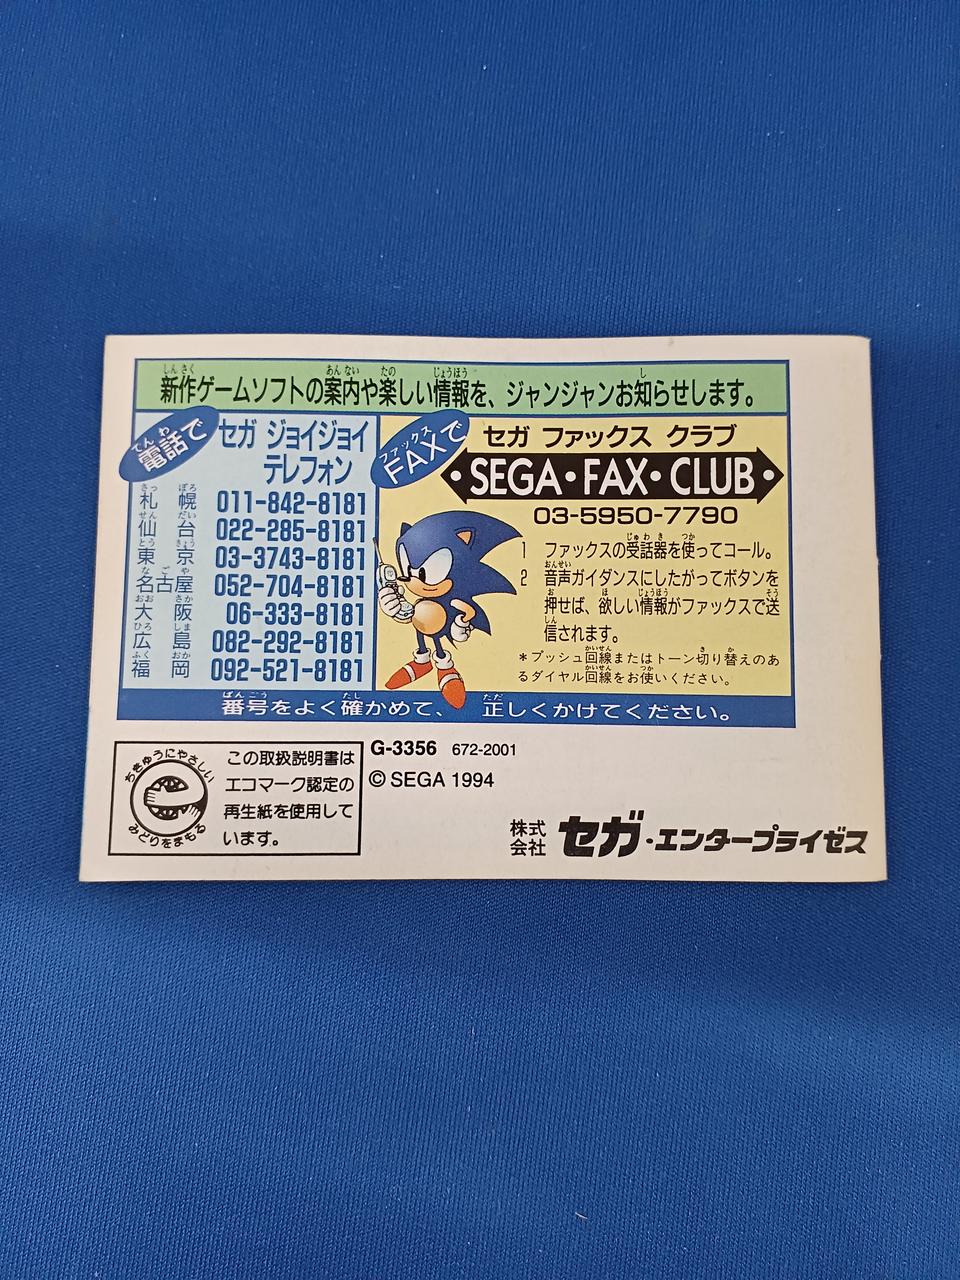 新作ゲームソフトの案内や楽しい情報を、ジャンジャンお知らせします。
電話で
セガ ジョイジョイ
テレフォン
札幌 011-842-8181
仙台 022-285-8181
東京 03-3743-8181
名古屋 052-704-8181
大阪 06-333-8181
広島 082-292-8181
福岡 092-521-8181
FAXで
セガ ファックス クラブ
・SEGA・FAX・CLUB・
03-5950-7790
1 ファックスの受話器を使ってコール。
2 音声ガイダンスにしたがってボタンを
押せば、欲しい情報がファックスで送
信されます。
*プッシュ回線またはトーン切り替えのあ
るダイヤル回線をお使いください。
番号をよく確かめて、 正しくかけてください。
ちきゅうにやさしい
みどりをまもる
この取扱説明書は
エコマーク認定の
再生紙を使用して
います。
G-3356 672-2001
© SEGA 1994
株式会社 セガ・エンタープライゼス